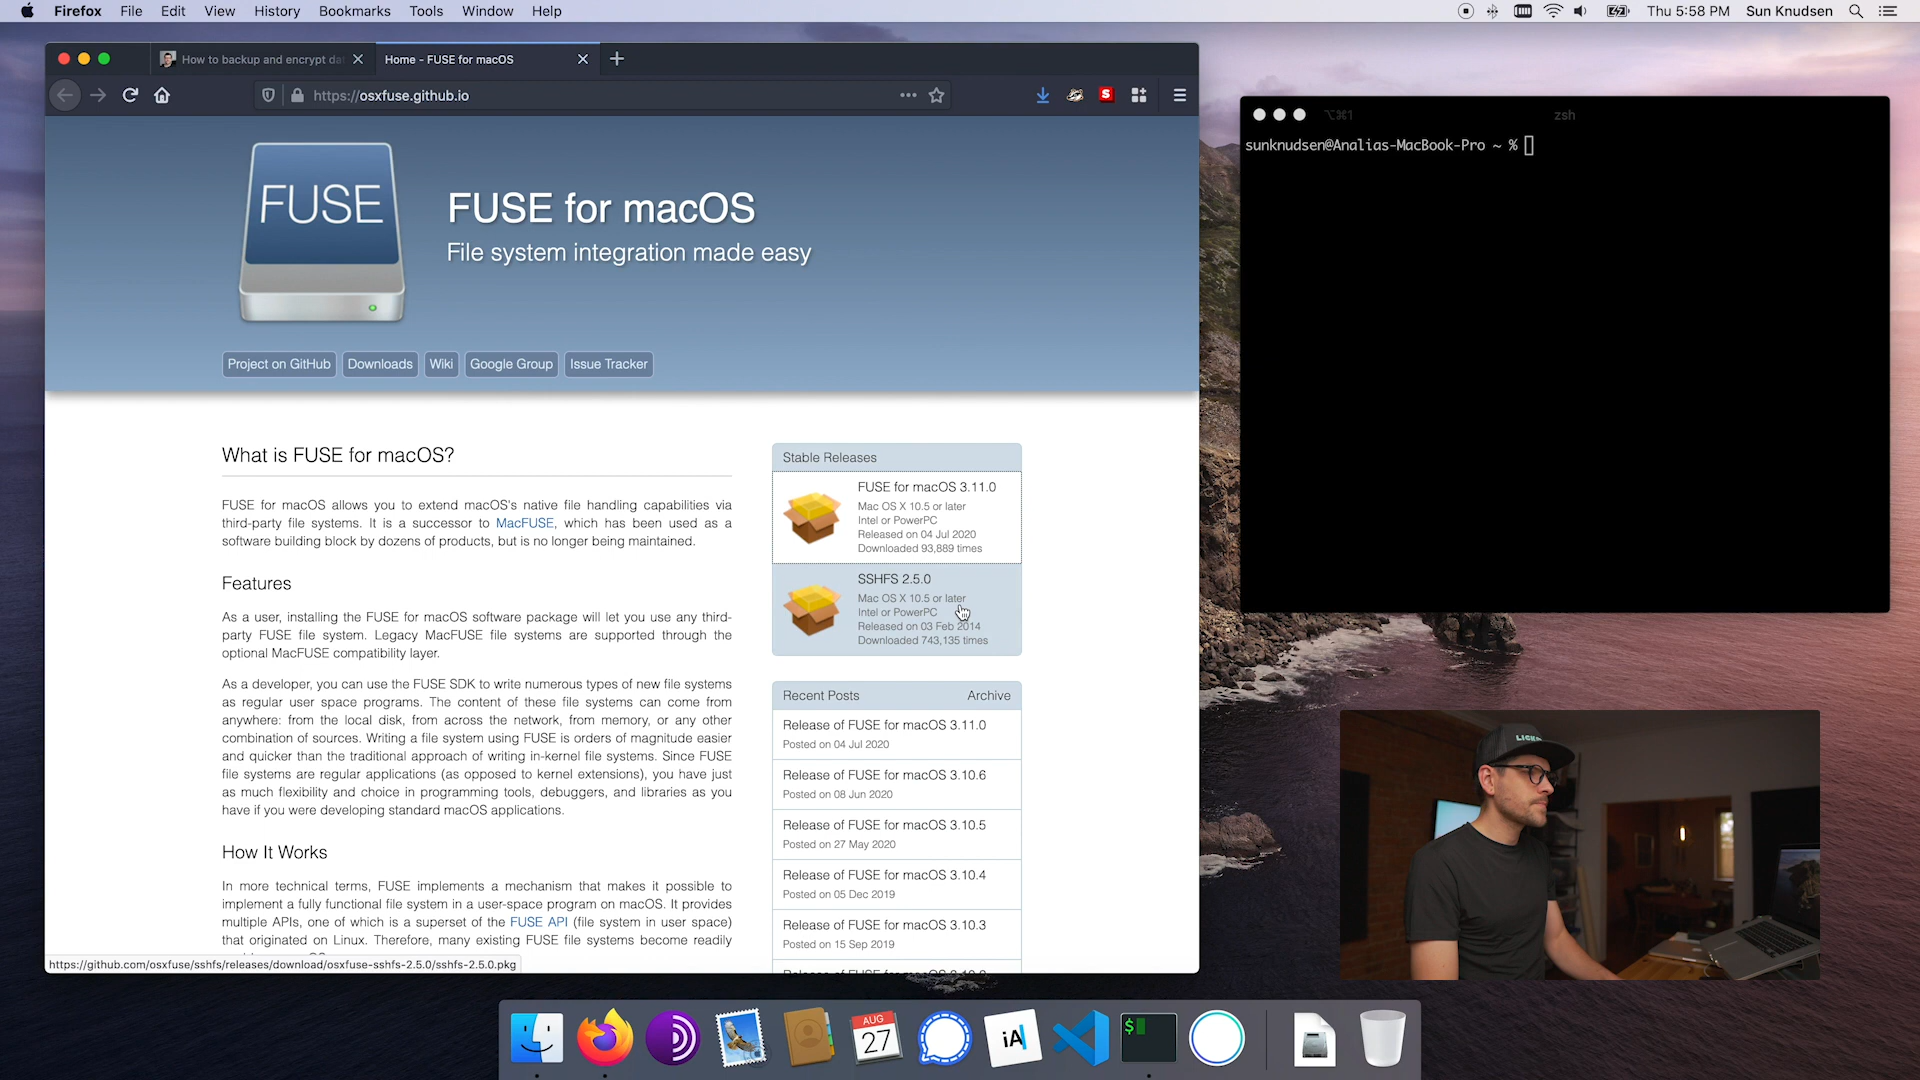 Firefox File Edit View History Bookmarks Tools Window Help
Thu 5:58 PM Sun Knudsen
How to backup and encrypt da
Home - FUSE for macOS
https://osxfuse.github.io
S
FUSE
FUSE for macOS
File system integration made easy
Project on GitHub Downloads Wiki Google Group Issue Tracker
What is FUSE for macOS?
FUSE for macOS allows you to extend macOS's native file handling capabilities via
third-party file systems. It is a successor to MacFUSE, which has been used as a
software building block by dozens of products, but is no longer being maintained.
Features
As a user, installing the FUSE for macOS software package will let you use any third-
party FUSE file system. Legacy MacFUSE file systems are supported through the
optional MacFUSE compatibility layer.
As a developer, you can use the FUSE SDK to write numerous types of new file systems
as regular user space programs. The content of these file systems can come from
anywhere: from the local disk, from across the network, from memory, or any other
combination of sources. Writing a file system using FUSE is orders of magnitude easier
and quicker than the traditional approach of writing in-kernel file systems. Since FUSE
file systems are regular applications (as opposed to kernel extensions), you have just
as much flexibility and choice in programming tools, debuggers, and libraries as you
have if you were developing standard macOS applications.
How It Works
In more technical terms, FUSE implements a mechanism that makes it possible to
implement a fully functional file system in a user-space program on macOS. It provides
multiple APIs, one of which is a superset of the FUSE API (file system in user space)
that originated on Linux. Therefore, many existing FUSE file systems become readily
https://github.com/osxfuse/sshfs/releases/download/osxfuse-sshfs-2.5.0/sshfs-2.5.0.pkg
Stable Releases
FUSE for macOS 3.11.0
Mac OS X 10.5 or later
Intel or PowerPC
Released on 04 Jul 2020
Downloaded 93,889 times
SSHFS 2.5.0
Mac OS X 10.5 or later
Intel or PowerPC
Released on 03 Feb 2014
Downloaded 743,135 times
Recent Posts Archive
Release of FUSE for macOS 3.11.0
Posted on 04 Jul 2020
Release of FUSE for macOS 3.10.6
Posted on 08 Jun 2020
Release of FUSE for macOS 3.10.5
Posted on 27 May 2020
Release of FUSE for macOS 3.10.4
Posted on 05 Dec 2019
Release of FUSE for macOS 3.10.3
Posted on 15 Sep 2019
⌥⌘1 zsh
sunknudsen@Analias-MacBook-Pro ~ %
AUG
27
iA
$